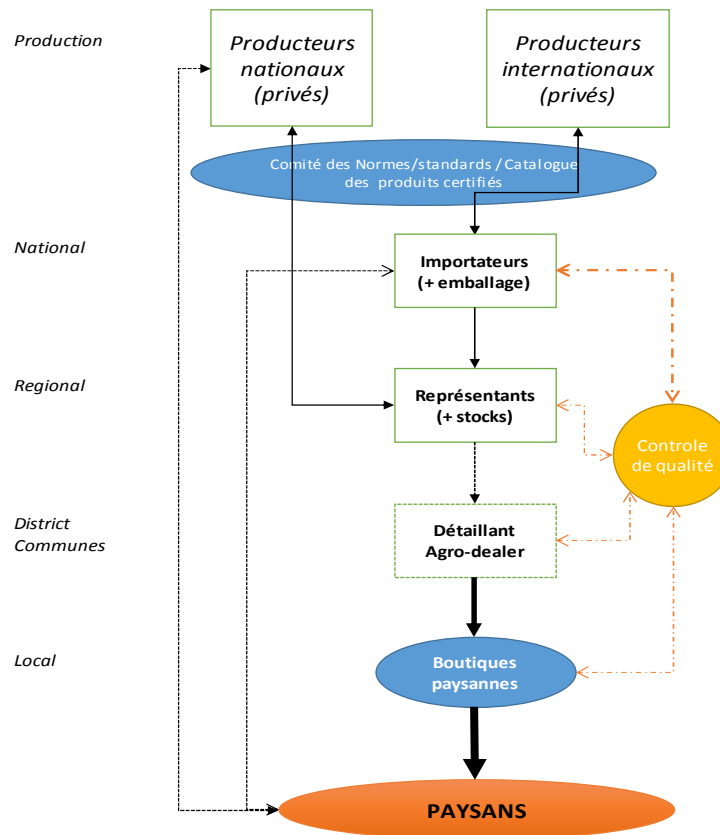 Production
Producteurs
nationaux
(privés)
Producteurs
internationaux
(privés)
Comité des Normes/standards / Catalogue
des produits certifiés
National
Importateurs
(+ emballage)
Regional
Représentants
(+ stocks)
Controle
de qualité
District
Communes
Détaillant
Agro-dealer
Local
Boutiques
paysannes
PAYSANS